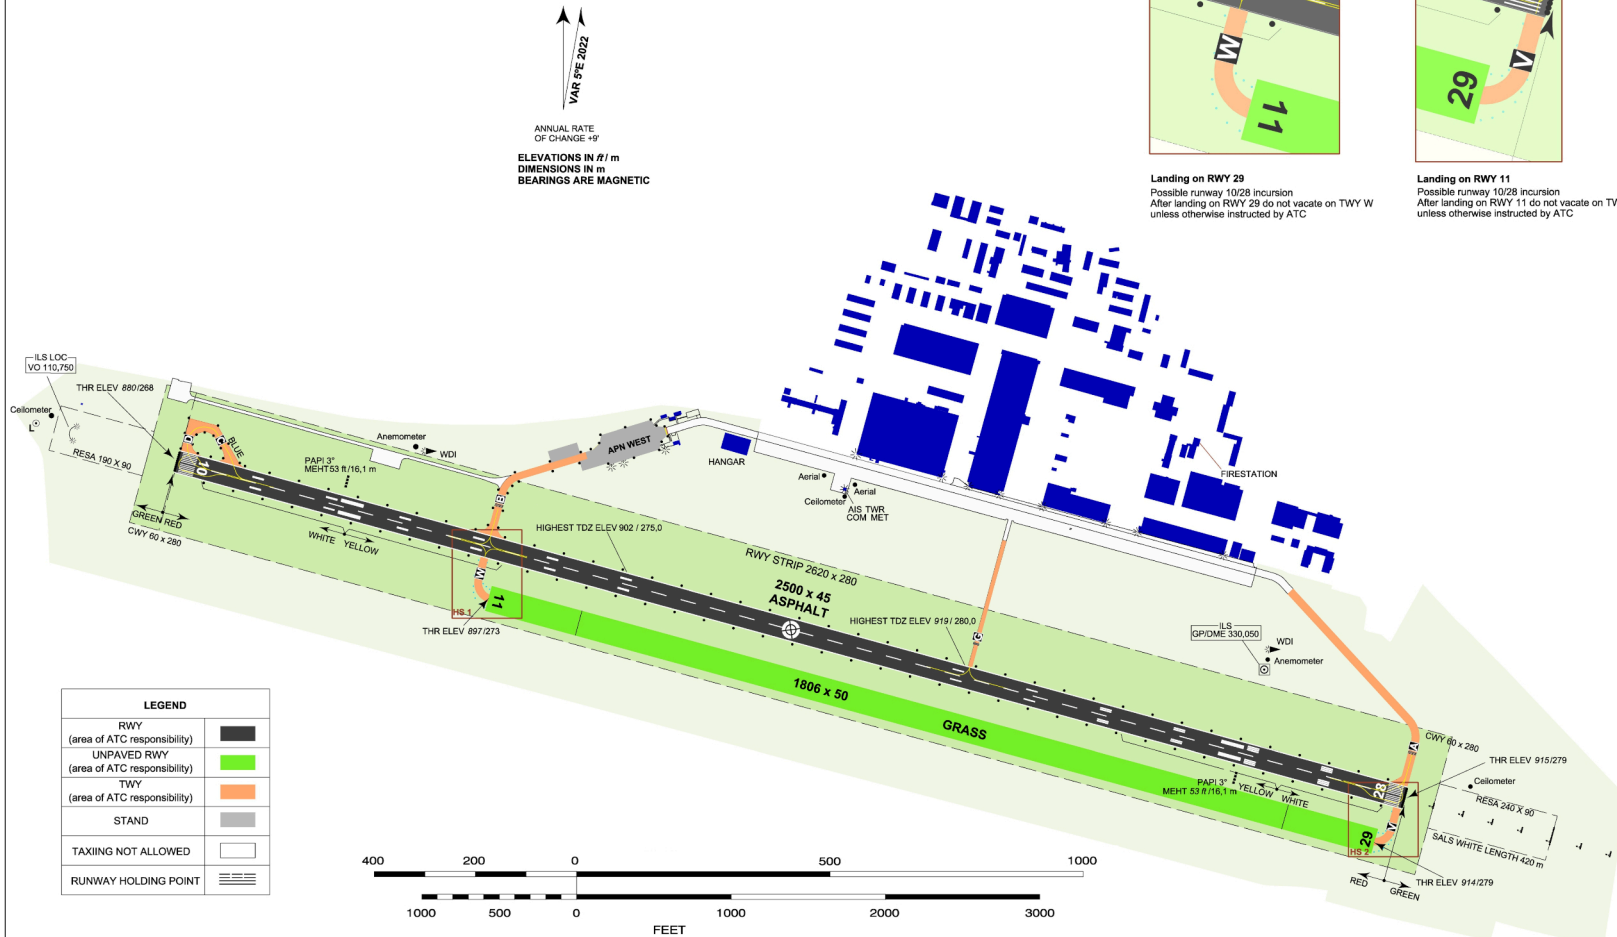 VAR 5°E 2022
ANNUAL RATE
OF CHANGE +9'
ELEVATIONS IN ft / m
DIMENSIONS IN m
BEARINGS ARE MAGNETIC
W
11
Landing on RWY 29
Possible runway 10/28 incursion
After landing on RWY 29 do not vacate on TWY W
unless otherwise instructed by ATC
V
29
Landing on RWY 11
Possible runway 10/28 incursion
After landing on RWY 11 do not vacate on TW
unless otherwise instructed by ATC
ILS LOC
VO 110,750
THR ELEV 880/268
Ceilometer
L
RESA 190 X 90
D
C
BLUE
10
GREEN RED
CWY 60 x 280
PAPI 3°
MEHT 53 ft/16,1 m
WHITE YELLOW
Anemometer
WDI
B
APN WEST
HANGAR
Aerial
Aerial
Ceilometer
AIS TWR
COM MET
FIRESTATION
HIGHEST TDZ ELEV 902 / 275,0
W
HS 1
11
THR ELEV 897/273
RWY STRIP 2620 x 280
2500 x 45
ASPHALT
HIGHEST TDZ ELEV 919 / 280,0
G
1806 x 50
GRASS
ILS
GP/DME 330,050
WDI
Anemometer
A
CWY 60 x 280
THR ELEV 915/279
Ceilometer
RESA 240 X 90
SALS WHITE LENGTH 420 m
PAPI 3°
MEHT 53 ft /16,1 m
YELLOW WHITE
28
V
29
HS 2
THR ELEV 914/279
RED
GREEN
LEGEND
RWY
(area of ATC responsibility)
UNPAVED RWY
(area of ATC responsibility)
TWY
(area of ATC responsibility)
STAND
TAXIING NOT ALLOWED
RUNWAY HOLDING POINT
400 200 0 500 1000
1000 500 0 1000 2000 3000
FEET